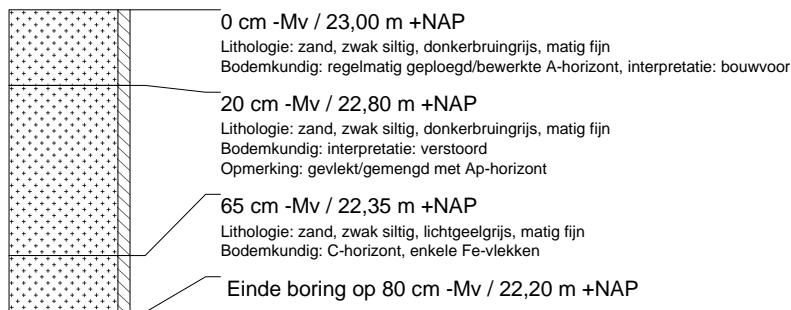 0 cm -Mv / 23,00 m +NAP
Lithologie: zand, zwak siltig, donkerbruingrijs, matig fijn
Bodemkundig: regelmatig geploegd/bewerkte A-horizont, interpretatie: bouwvoor
20 cm -Mv / 22,80 m +NAP
Lithologie: zand, zwak siltig, donkerbruingrijs, matig fijn
Bodemkundig: interpretatie: verstoord
Opmerking: gevlekt/gemengd met Ap-horizont
65 cm -Mv / 22,35 m +NAP
Lithologie: zand, zwak siltig, lichtgeelgrijs, matig fijn
Bodemkundig: C-horizont, enkele Fe-vlekken
Einde boring op 80 cm -Mv / 22,20 m +NAP